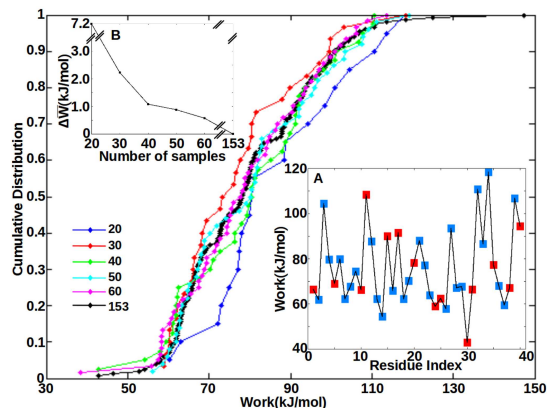 1
0.9
0.8
0.7
0.6
0.5
0.4
0.3
0.2
0.1
0
Cumulative Distribution
30 50 70 90 110 130 150
Work(kJ/mol)
20
30
40
50
60
153
B
7.2
3.0
2.0
1.0
0
ΔW̄(kJ/mol)
20 30 40 50 60 153
Number of samples
A
120
100
80
60
40
Work(kJ/mol)
0 10 20 30 40
Residue Index